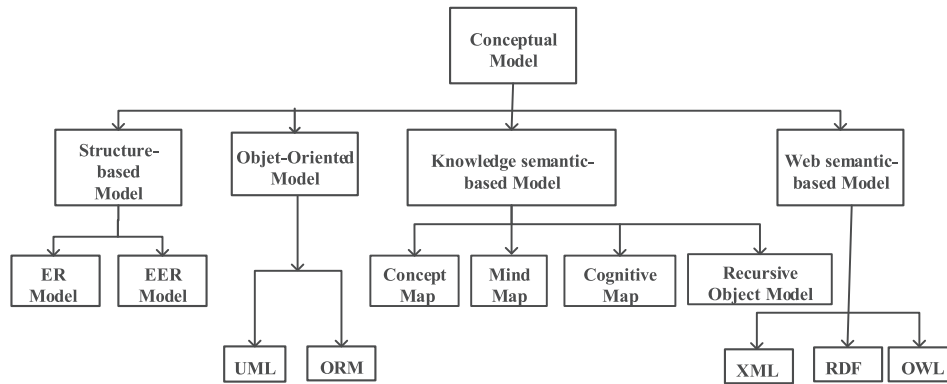 Conceptual
Model
Structure-
based
Model
Objet-Oriented
Model
Knowledge semantic-
based Model
Web semantic-
based Model
ER
Model
EER
Model
Concept
Map
Mind
Map
Cognitive
Map
Recursive
Object Model
UML
ORM
XML
RDF
OWL